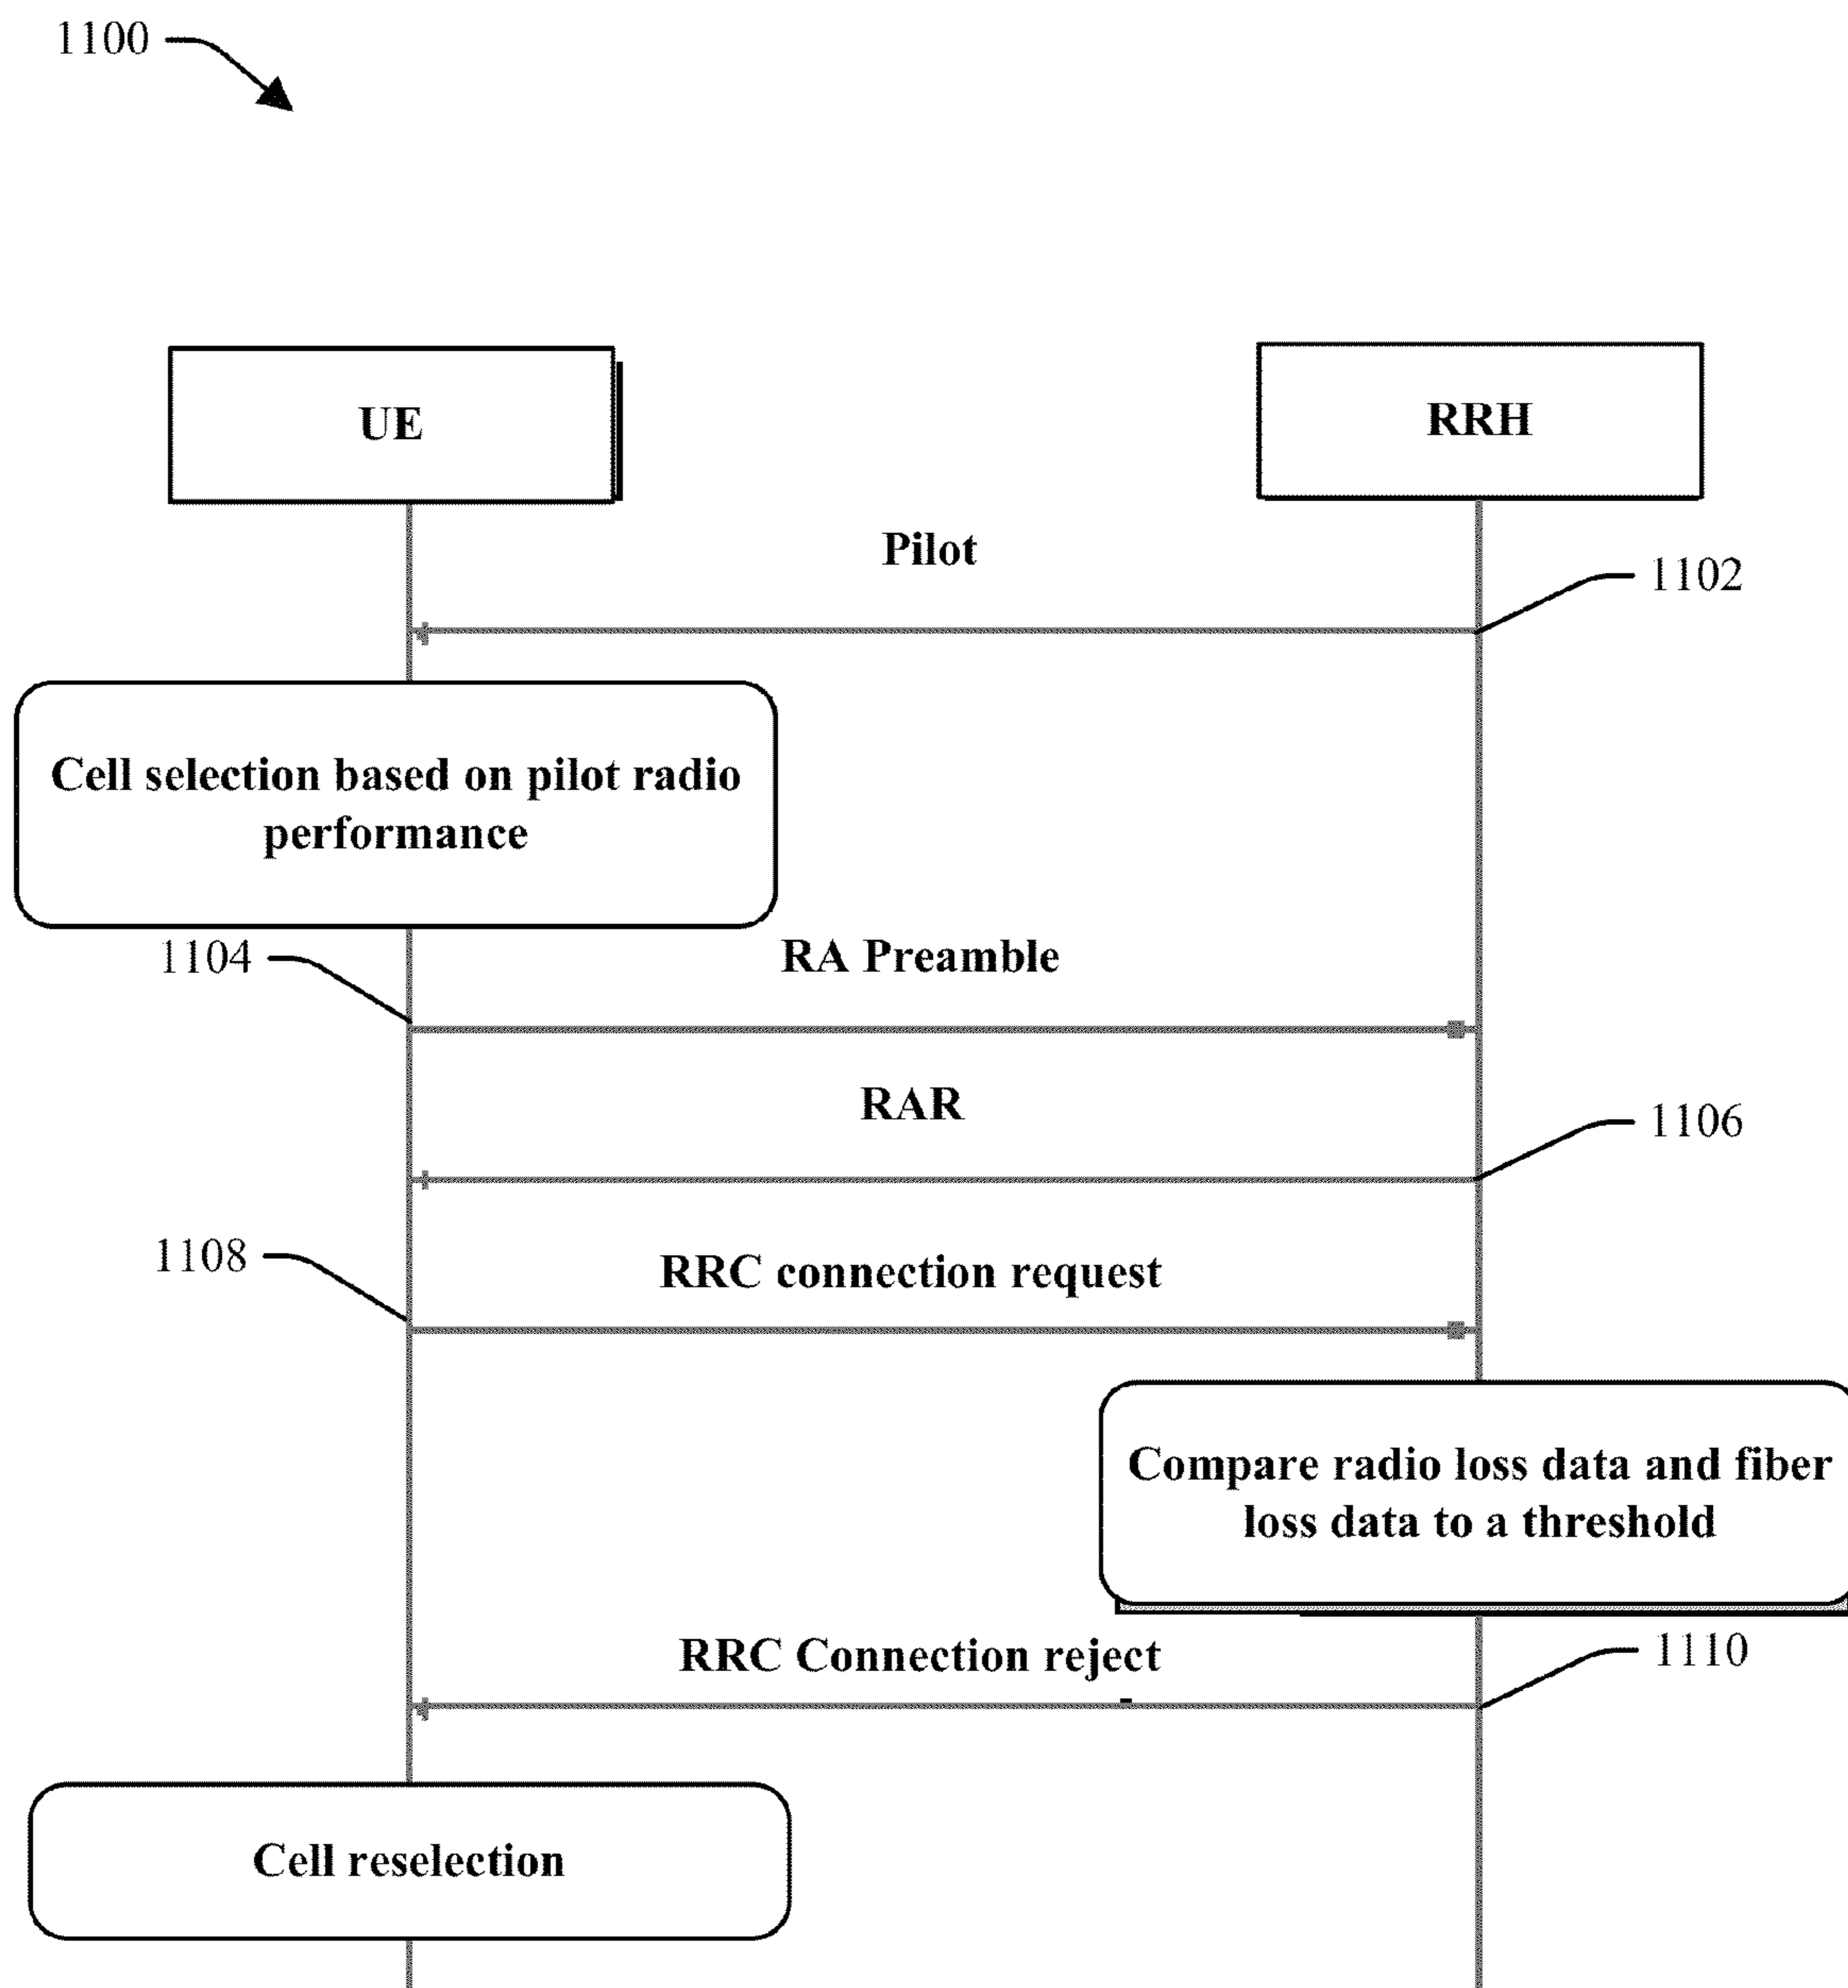 1100
UE
RRH
Pilot
1102
Cell selection based on pilot radio
performance
1104
RA Preamble
RAR
1106
1108
RRC connection request
Compare radio loss data and fiber
loss data to a threshold
RRC Connection reject
1110
Cell reselection